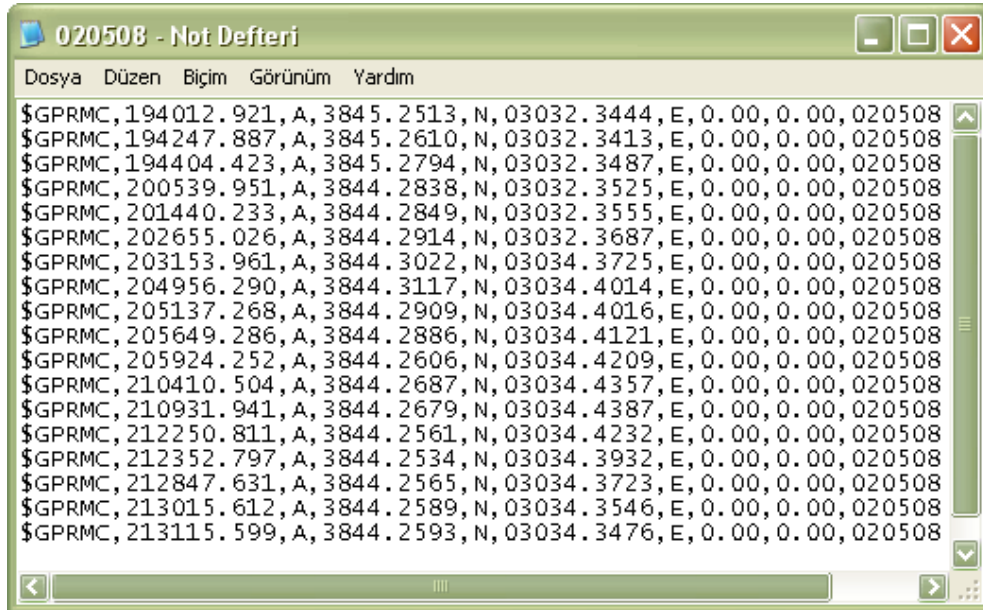 020508 - Not Defteri
Dosya Düzen Biçim Görünüm Yardım
$GPRMC,194012.921,A,3845.2513,N,03032.3444,E,0.00,0.00,020508
$GPRMC,194247.887,A,3845.2610,N,03032.3413,E,0.00,0.00,020508
$GPRMC,194404.423,A,3845.2794,N,03032.3487,E,0.00,0.00,020508
$GPRMC,200539.951,A,3844.2838,N,03032.3525,E,0.00,0.00,020508
$GPRMC,201440.233,A,3844.2849,N,03032.3555,E,0.00,0.00,020508
$GPRMC,202655.026,A,3844.2914,N,03032.3687,E,0.00,0.00,020508
$GPRMC,203153.961,A,3844.3022,N,03034.3725,E,0.00,0.00,020508
$GPRMC,204956.290,A,3844.3117,N,03034.4014,E,0.00,0.00,020508
$GPRMC,205137.268,A,3844.2909,N,03034.4016,E,0.00,0.00,020508
$GPRMC,205649.286,A,3844.2886,N,03034.4121,E,0.00,0.00,020508
$GPRMC,205924.252,A,3844.2606,N,03034.4209,E,0.00,0.00,020508
$GPRMC,210410.504,A,3844.2687,N,03034.4357,E,0.00,0.00,020508
$GPRMC,210931.941,A,3844.2679,N,03034.4387,E,0.00,0.00,020508
$GPRMC,212250.811,A,3844.2561,N,03034.4232,E,0.00,0.00,020508
$GPRMC,212352.797,A,3844.2534,N,03034.3932,E,0.00,0.00,020508
$GPRMC,212847.631,A,3844.2565,N,03034.3723,E,0.00,0.00,020508
$GPRMC,213015.612,A,3844.2589,N,03034.3546,E,0.00,0.00,020508
$GPRMC,213115.599,A,3844.2593,N,03034.3476,E,0.00,0.00,020508